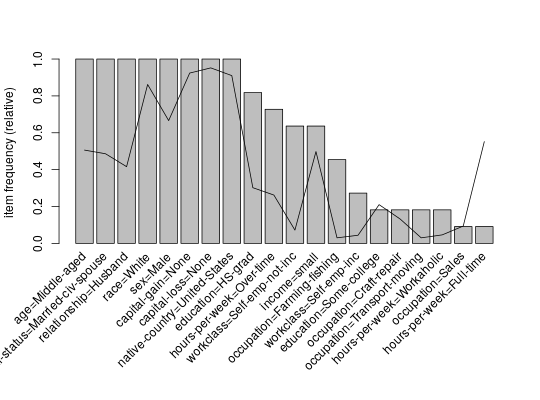 item frequency (relative)
1.0
0.8
0.6
0.4
0.2
0.0
age=Middle-aged
-status=Married-civ-spouse
relationship=Husband
race=White
sex=Male
capital-gain=None
capital-loss=None
native-country=United-States
education=HS-grad
hours-per-week=Over-time
workclass=Self-emp-not-inc
income=small
occupation=Farming-fishing
workclass=Self-emp-inc
education=Some-college
occupation=Craft-repair
occupation=Transport-moving
hours-per-week=Workaholic
occupation=Sales
hours-per-week=Full-time